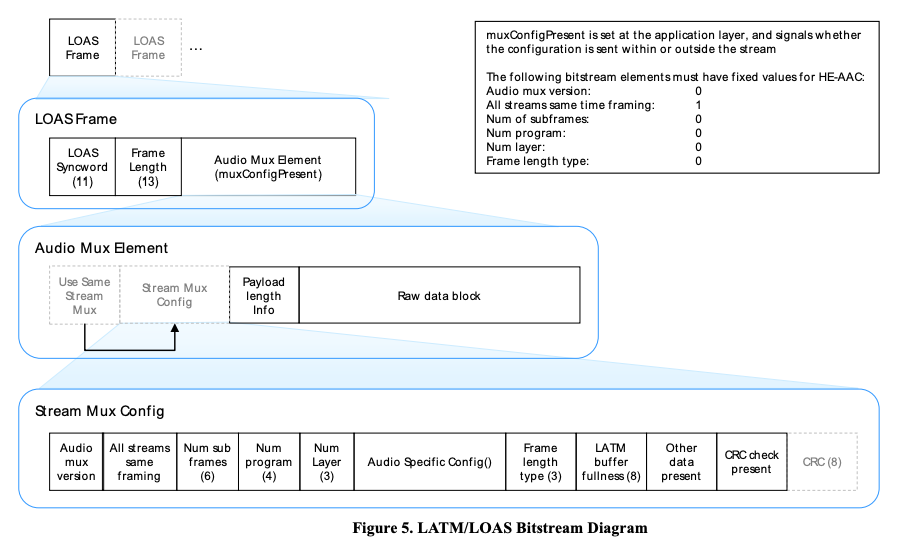 LOAS
Frame
LOAS
Frame
...
muxConfigPresent is set at the application layer, and signals whether
the configuration is sent within or outside the stream
The following bitstream elements must have fixed values for HE-AAC:
Audio mux version: 0
All streams same time framing: 1
Num of subframes: 0
Num program: 0
Num layer: 0
Frame length type: 0
LOAS Frame
LOAS
Syncword
(11)
Frame
Length
(13)
Audio Mux Element
(muxConfigPresent)
Audio Mux Element
Use Same
Stream
Mux
Stream Mux
Config
Payload
length
Info
Raw data block
Stream Mux Config
Audio
mux
version
All streams
same
framing
Num sub
frames
(6)
Num
program
(4)
Num
Layer
(3)
Audio Specific Config()
Frame
length
type (3)
LATM
buffer
fullness (8)
Other
data
present
CRC check
present
CRC (8)
Figure 5. LATM/LOAS Bitstream Diagram